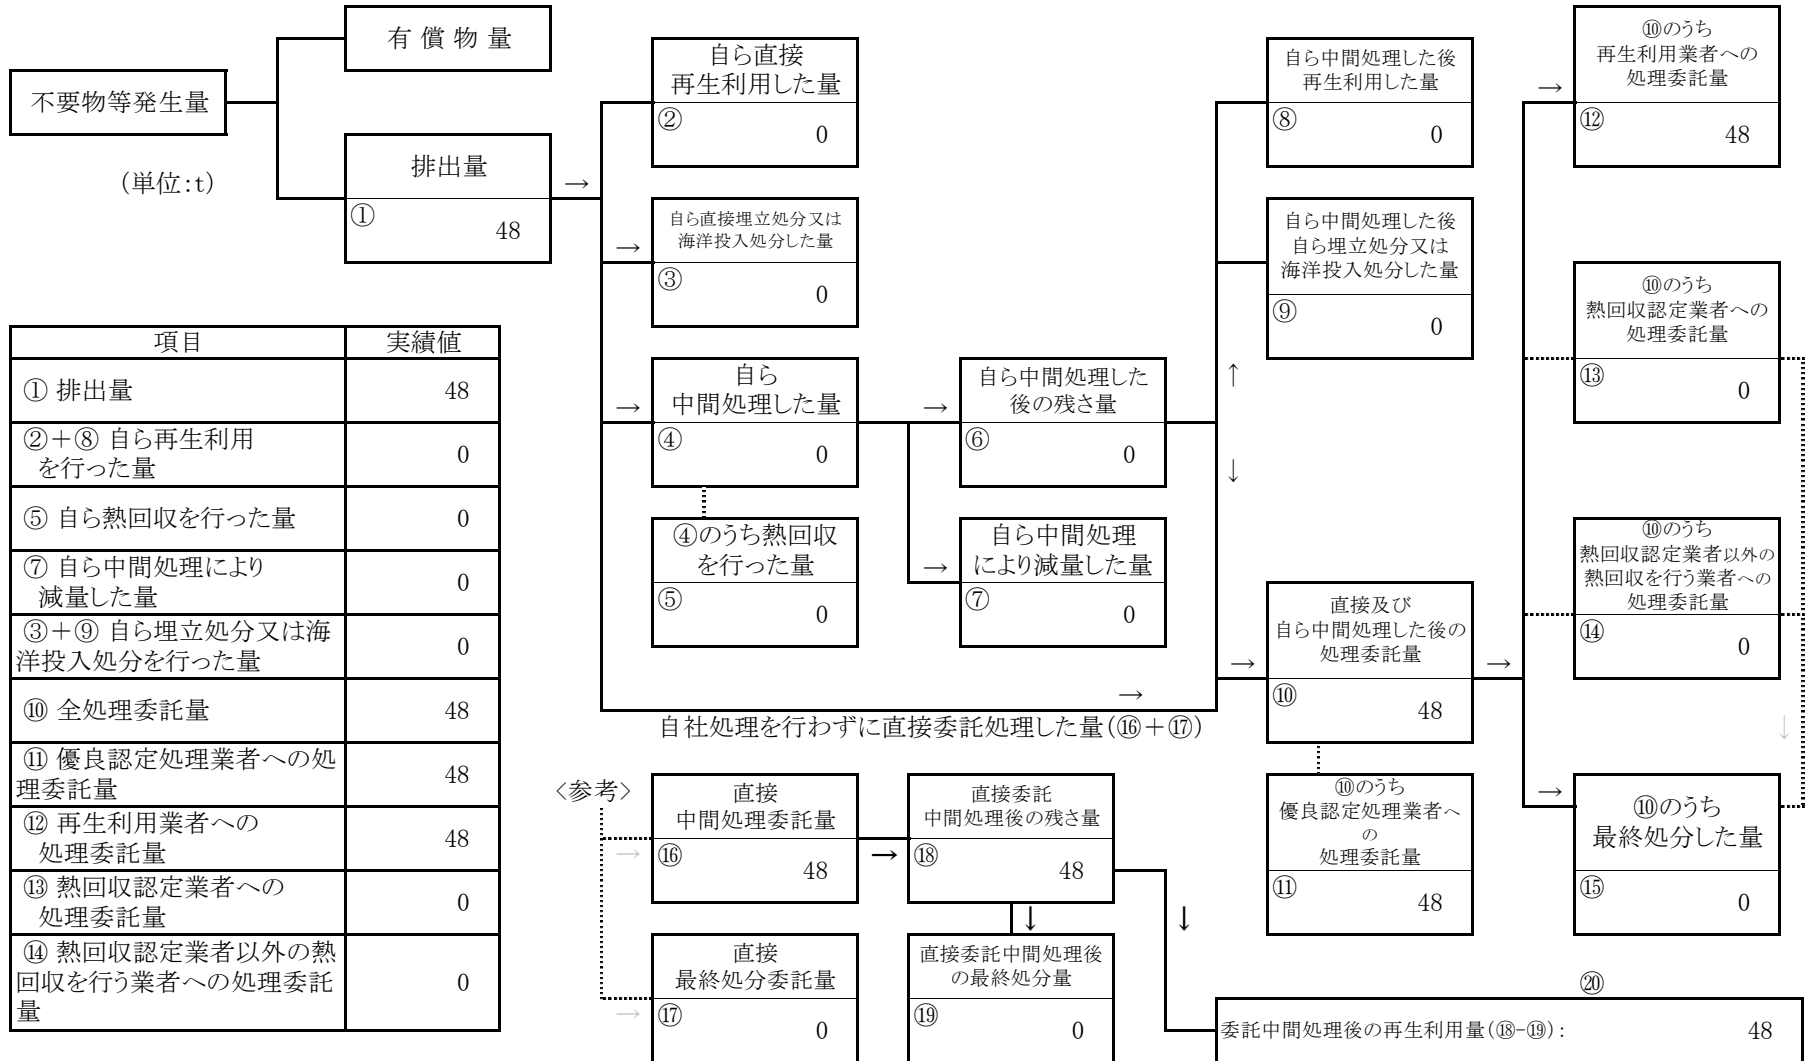 不要物等発生量
(単位:t)
有 償 物 量
排出量
①
48
→
自ら直接
再生利用した量
②
0
→
自ら直接埋立処分又は
海洋投入処分した量
③
0
→
自ら
中間処理した量
④
0
④のうち熱回収
を行った量
⑤
0
→
自ら中間処理した
後の残さ量
⑥
0
→
自ら中間処理
により減量した量
⑦
0
自ら中間処理した後
再生利用した量
⑧
0
自ら中間処理した後
自ら埋立処分又は
海洋投入処分した量
⑨
0
↑
↓
→
自社処理を行わずに直接委託処理した量(⑯+⑰)
→
直接及び
自ら中間処理した後の
処理委託量
⑩
48
⑩のうち
優良認定処理業者へ
の
処理委託量
⑪
48
→
→
⑩のうち
再生利用業者への
処理委託量
⑫
48
⑩のうち
熱回収認定業者への
処理委託量
⑬
0
⑩のうち
熱回収認定業者以外の
熱回収を行う業者への
処理委託量
⑭
0
↓
→
⑩のうち
最終処分した量
⑮
0
項目 実績値
① 排出量 48
②+⑧ 自ら再生利用
を行った量 0
⑤ 自ら熱回収を行った量 0
⑦ 自ら中間処理により
減量した量 0
③+⑨ 自ら埋立処分又は海
洋投入処分を行った量 0
⑩ 全処理委託量 48
⑪ 優良認定処理業者への処
理委託量 48
⑫ 再生利用業者への
処理委託量 48
⑬ 熱回収認定業者への
処理委託量 0
⑭ 熱回収認定業者以外の熱
回収を行う業者への処理委託
量 0
<参考>
→
直接
中間処理委託量
⑯
48
→
直接委託
中間処理後の残さ量
⑱
48
→
直接
最終処分委託量
⑰
0
↓
直接委託中間処理後
の最終処分量
⑲
0
↓
⑳
委託中間処理後の再生利用量(⑱-⑲): 48